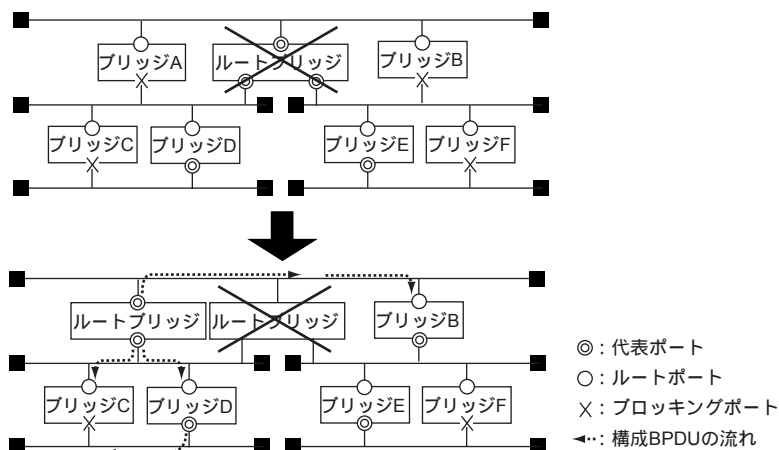 ブリッジA
ルートブリッジ
ブリッジB
ブリッジC
ブリッジD
ブリッジE
ブリッジF
ルートブリッジ
ルートブリッジ
ブリッジB
ブリッジC
ブリッジD
ブリッジE
ブリッジF
◎：代表ポート
○：ルートポート
×：ブロッキングポート
◄··：構成BPDUの流れ